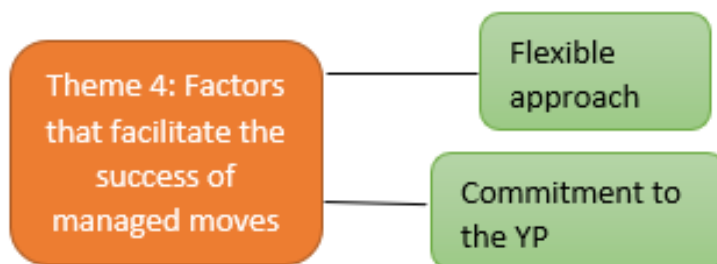 Theme 4: Factors
that facilitate the
success of
managed moves
Flexible
approach
Commitment to
the YP